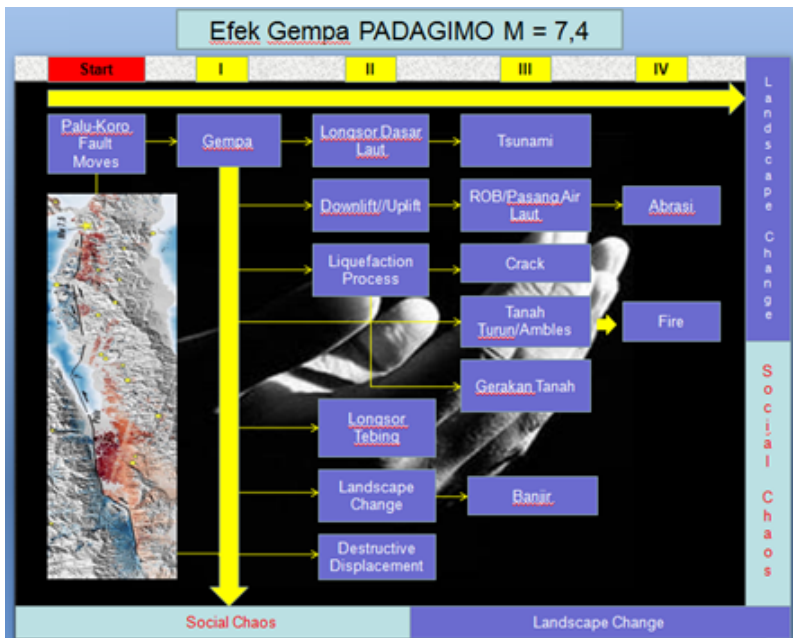 Efek Gempa PADAGIMO M = 7,4
Start
I
II
III
IV
Palu-Koro
Fault
Moves
Gempa
Longsor Dasar
Laut
Tsunami
Downlift//Uplift
ROB/Pasang Air
Laut
Abrasi
Liquefaction
Process
Crack
Tanah
Turun/Ambles
Fire
Gerakan Tanah
Longsor
Tebing
Landscape
Change
Banjir
Destructive
Displacement
Landscape Change
Social Chaos
Social Chaos
Landscape Change